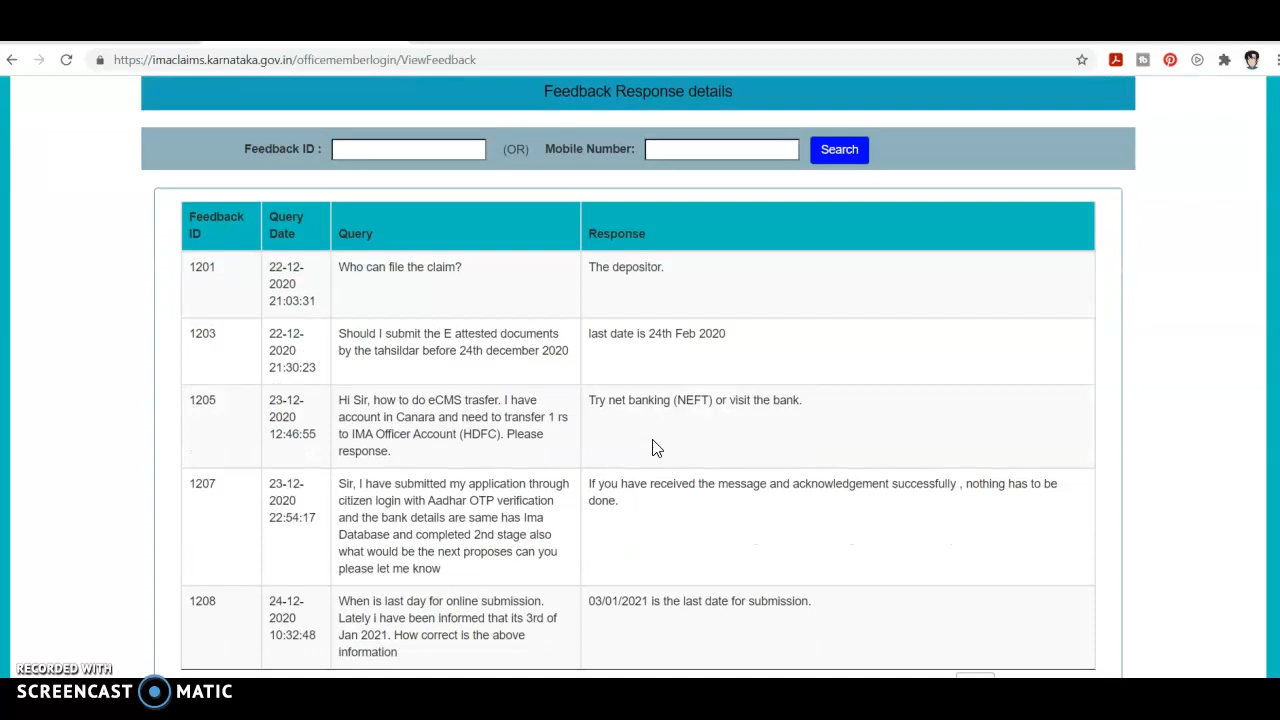 https://imaclaims.karnataka.gov.in/officememberlogin/ViewFeedback
Feedback Response details
Feedback ID : (OR) Mobile Number: Search
Feedback ID
Query Date
Query
Response
1201
22-12-
2020
21:03:31
Who can file the claim?
The depositor.
1203
22-12-
2020
21:30:23
Should I submit the E attested documents
by the tahsildar before 24th december 2020
last date is 24th Feb 2020
1205
23-12-
2020
12:46:55
Hi Sir, how to do eCMS trasfer. I have
account in Canara and need to transfer 1 rs
to IMA Officer Account (HDFC). Please
response.
Try net banking (NEFT) or visit the bank.
1207
23-12-
2020
22:54:17
Sir, I have submitted my application through
citizen login with Aadhar OTP verification
and the bank details are same has Ima
Database and completed 2nd stage also
what would be the next proposes can you
please let me know
If you have received the message and acknowledgement successfully , nothing has to be
done.
1208
24-12-
2020
10:32:48
When is last day for online submission.
Lately i have been informed that its 3rd of
Jan 2021. How correct is the above
information
03/01/2021 is the last date for submission.
RECORDED WITH
SCREENCAST MATIC